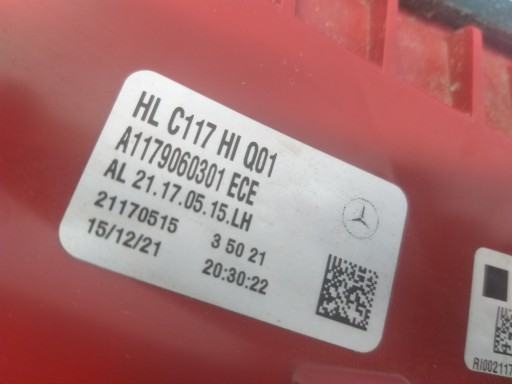 HL C117 HI Q01
A1179060301 ECE
AL 21.17.05.15.LH
21170515 3 50 21
15/12/21 20:30:22
RI002117